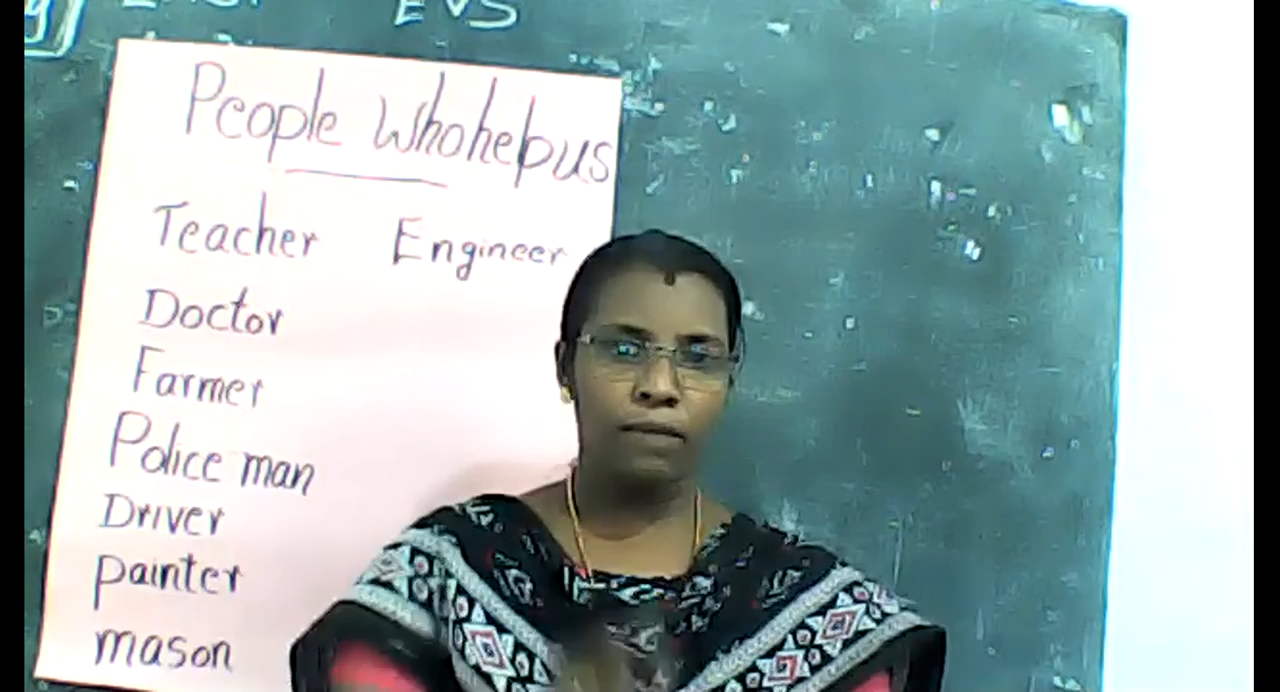 EVS
People Whohelpus
Teacher Engineer
Doctor
Farmer
Police man
Driver
painter
mason